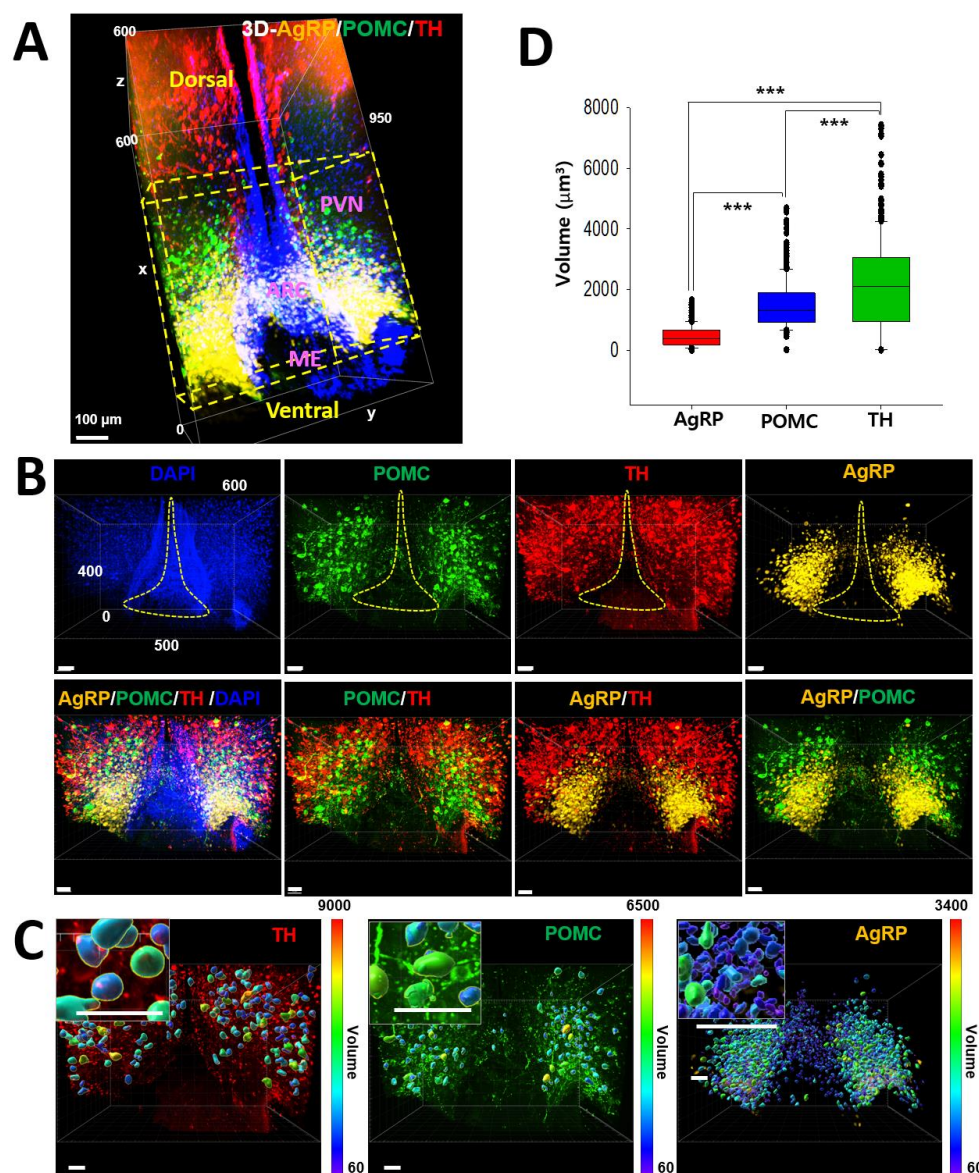 A
3D-AgRP/POMC/TH
600
z
Dorsal
600
950
PVN
x
ARC
ME
Ventral
y
0
100 µm
D
Volume (µm³)
8000
6000
4000
2000
0
***
***
***
AgRP
POMC
TH
B
DAPI
600
400
0
500
POMC
TH
AgRP
AgRP/POMC/TH /DAPI
POMC/TH
AgRP/TH
AgRP/POMC
C
TH
9000
Volume
60
POMC
6500
Volume
60
AgRP
3400
Volume
60